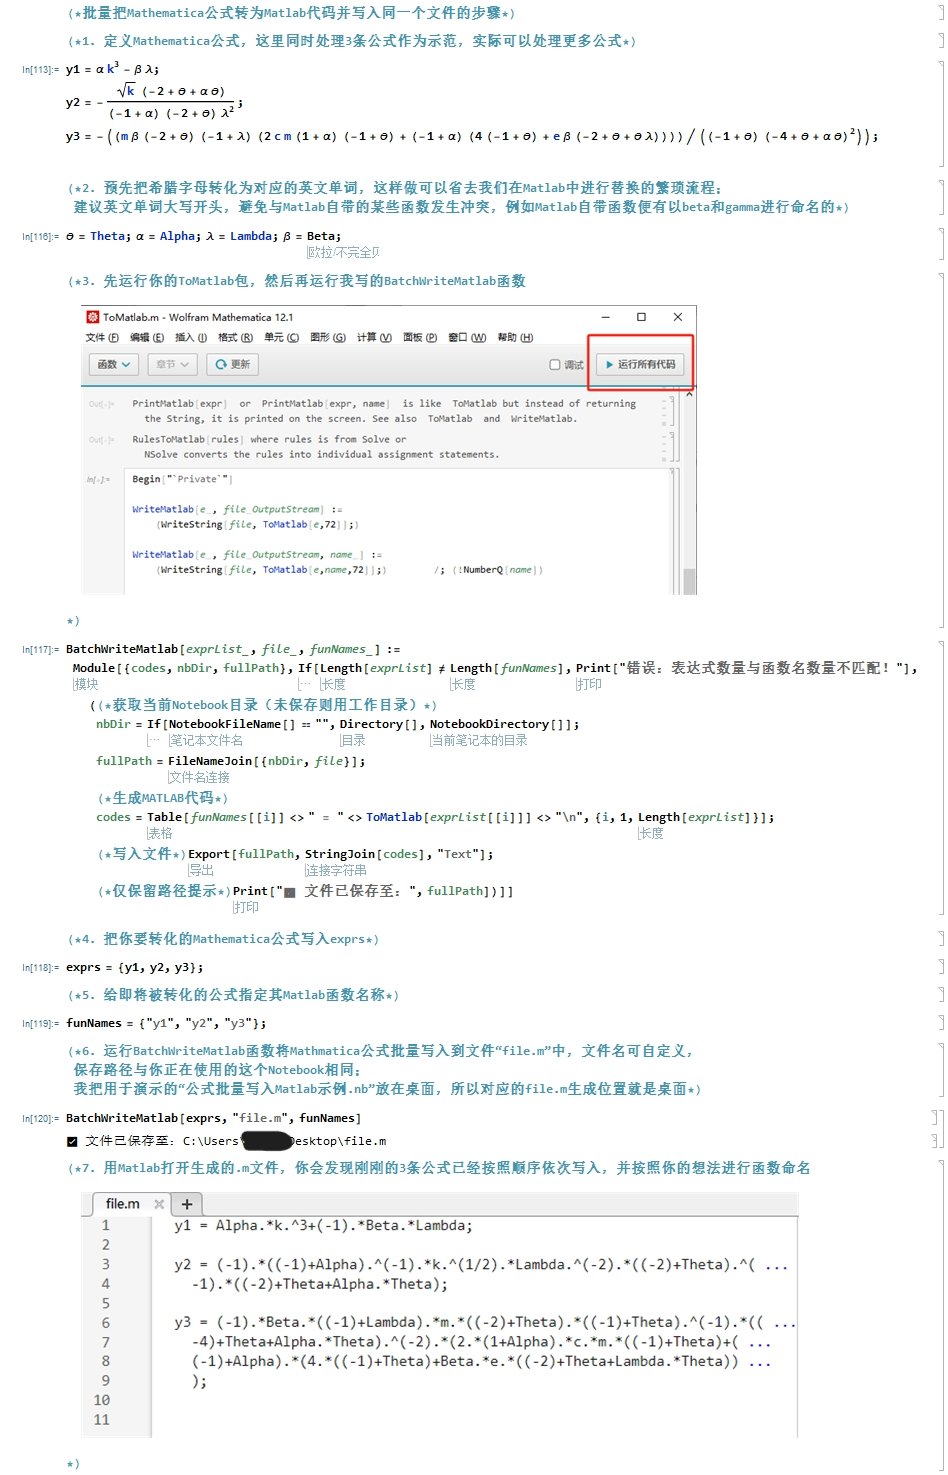 (*批量把Mathematica公式转为Matlab代码并写入同一个文件的步骤*)
(*1. 定义Mathematica公式，这里同时处理3条公式作为示范，实际可以处理更多公式*)
In[113]:= y1 = α k^3 - β λ;
y2 = - (√k (-2 + θ + α θ)) / ((-1 + α) (-2 + θ) λ^2);
y3 = - ((m β (-2 + θ) (-1 + λ) (2 c m (1 + α) (-1 + θ) + (-1 + α) (4 (-1 + θ) + e β (-2 + θ + θ λ)))) / ((-1 + θ) (-4 + θ + α θ)^2));
(*2. 预先把希腊字母转化为对应的英文单词，这样做可以省去我们在Matlab中进行替换的繁琐流程；
建议英文单词大写开头，避免与Matlab自带的某些函数发生冲突，例如Matlab自带函数便有以beta和gamma进行命名的*)
In[116]:= θ = Theta; α = Alpha; λ = Lambda; β = Beta;
欧拉/不完全贝
(*3. 先运行你的ToMatlab包，然后再运行我写的BatchWriteMatlab函数
ToMatlab.m - Wolfram Mathematica 12.1
文件 (F) 编辑 (E) 插入 (I) 格式 (R) 单元 (C) 图形 (G) 计算 (V) 面板 (P) 窗口 (W) 帮助 (H)
函数 章节 更新 调试 运行所有代码
Out[-]= PrintMatlab[expr] or PrintMatlab[expr, name] is like ToMatlab but instead of returning
the String, it is printed on the screen. See also ToMatlab and WriteMatlab.
Out[-]= RulesToMatlab[rules] where rules is from Solve or
NSolve converts the rules into individual assignment statements.
In[-]:= Begin["`Private`"]
WriteMatlab[e_, file_OutputStream] :=
(WriteString[file, ToMatlab[e,72]];)
WriteMatlab[e_, file_OutputStream, name_] :=
(WriteString[file, ToMatlab[e,name,72]];) /; (!NumberQ[name])
*)
In[117]:= BatchWriteMatlab[exprList_, file_, funNames_] :=
Module[{codes, nbDir, fullPath}, If[Length[exprList] ≠ Length[funNames], Print["错误：表达式数量与函数名数量不匹配！"],
模块 ⋯ 长度 长度 打印
((*获取当前Notebook目录（未保存则用工作目录）*)
nbDir = If[NotebookFileName[] == "", Directory[], NotebookDirectory[]];
⋯ 笔记本文件名 目录 当前笔记本的目录
fullPath = FileNameJoin[{nbDir, file}];
文件名连接
(*生成MATLAB代码*)
codes = Table[funNames[[i]] <> " = " <> ToMatlab[exprList[[i]]] <> "\n", {i, 1, Length[exprList]}];
表格 长度
(*写入文件*) Export[fullPath, StringJoin[codes], "Text"];
导出 连接字符串
(*仅保留路径提示*) Print["☑ 文件已保存至：", fullPath])]]
打印
(*4. 把你要转化的Mathematica公式写入exprs*)
In[118]:= exprs = {y1, y2, y3};
(*5. 给即将被转化的公式指定其Matlab函数名称*)
In[119]:= funNames = {"y1", "y2", "y3"};
(*6. 运行BatchWriteMatlab函数将Mathmatica公式批量写入到文件“file.m”中，文件名可自定义，
保存路径与你正在使用的这个Notebook相同；
我把用于演示的“公式批量写入Matlab示例.nb”放在桌面，所以对应的file.m生成位置就是桌面*)
In[120]:= BatchWriteMatlab[exprs, "file.m", funNames]
☑ 文件已保存至：C:\Users\ Desktop\file.m
(*7. 用Matlab打开生成的.m文件，你会发现刚刚的3条公式已经按照顺序依次写入，并按照你的想法进行函数命名
file.m × +
1 y1 = Alpha.*k.^3+(-1).*Beta.*Lambda;
2
3 y2 = (-1).*((-1)+Alpha).^(-1).*k.^(1/2).*Lambda.^(-2).*((-2)+Theta).^( ...
4 -1).*((-2)+Theta+Alpha.*Theta);
5
6 y3 = (-1).*Beta.*((-1)+Lambda).*m.*((-2)+Theta).*((-1)+Theta).^(-1).*(( ...
7 -4)+Theta+Alpha.*Theta).^(-2).*(2.*(1+Alpha).*c.*m.*((-1)+Theta)+( ...
8 (-1)+Alpha).*(4.*((-1)+Theta)+Beta.*e.*((-2)+Theta+Lambda.*Theta)) ...
9 );
10
11
*)